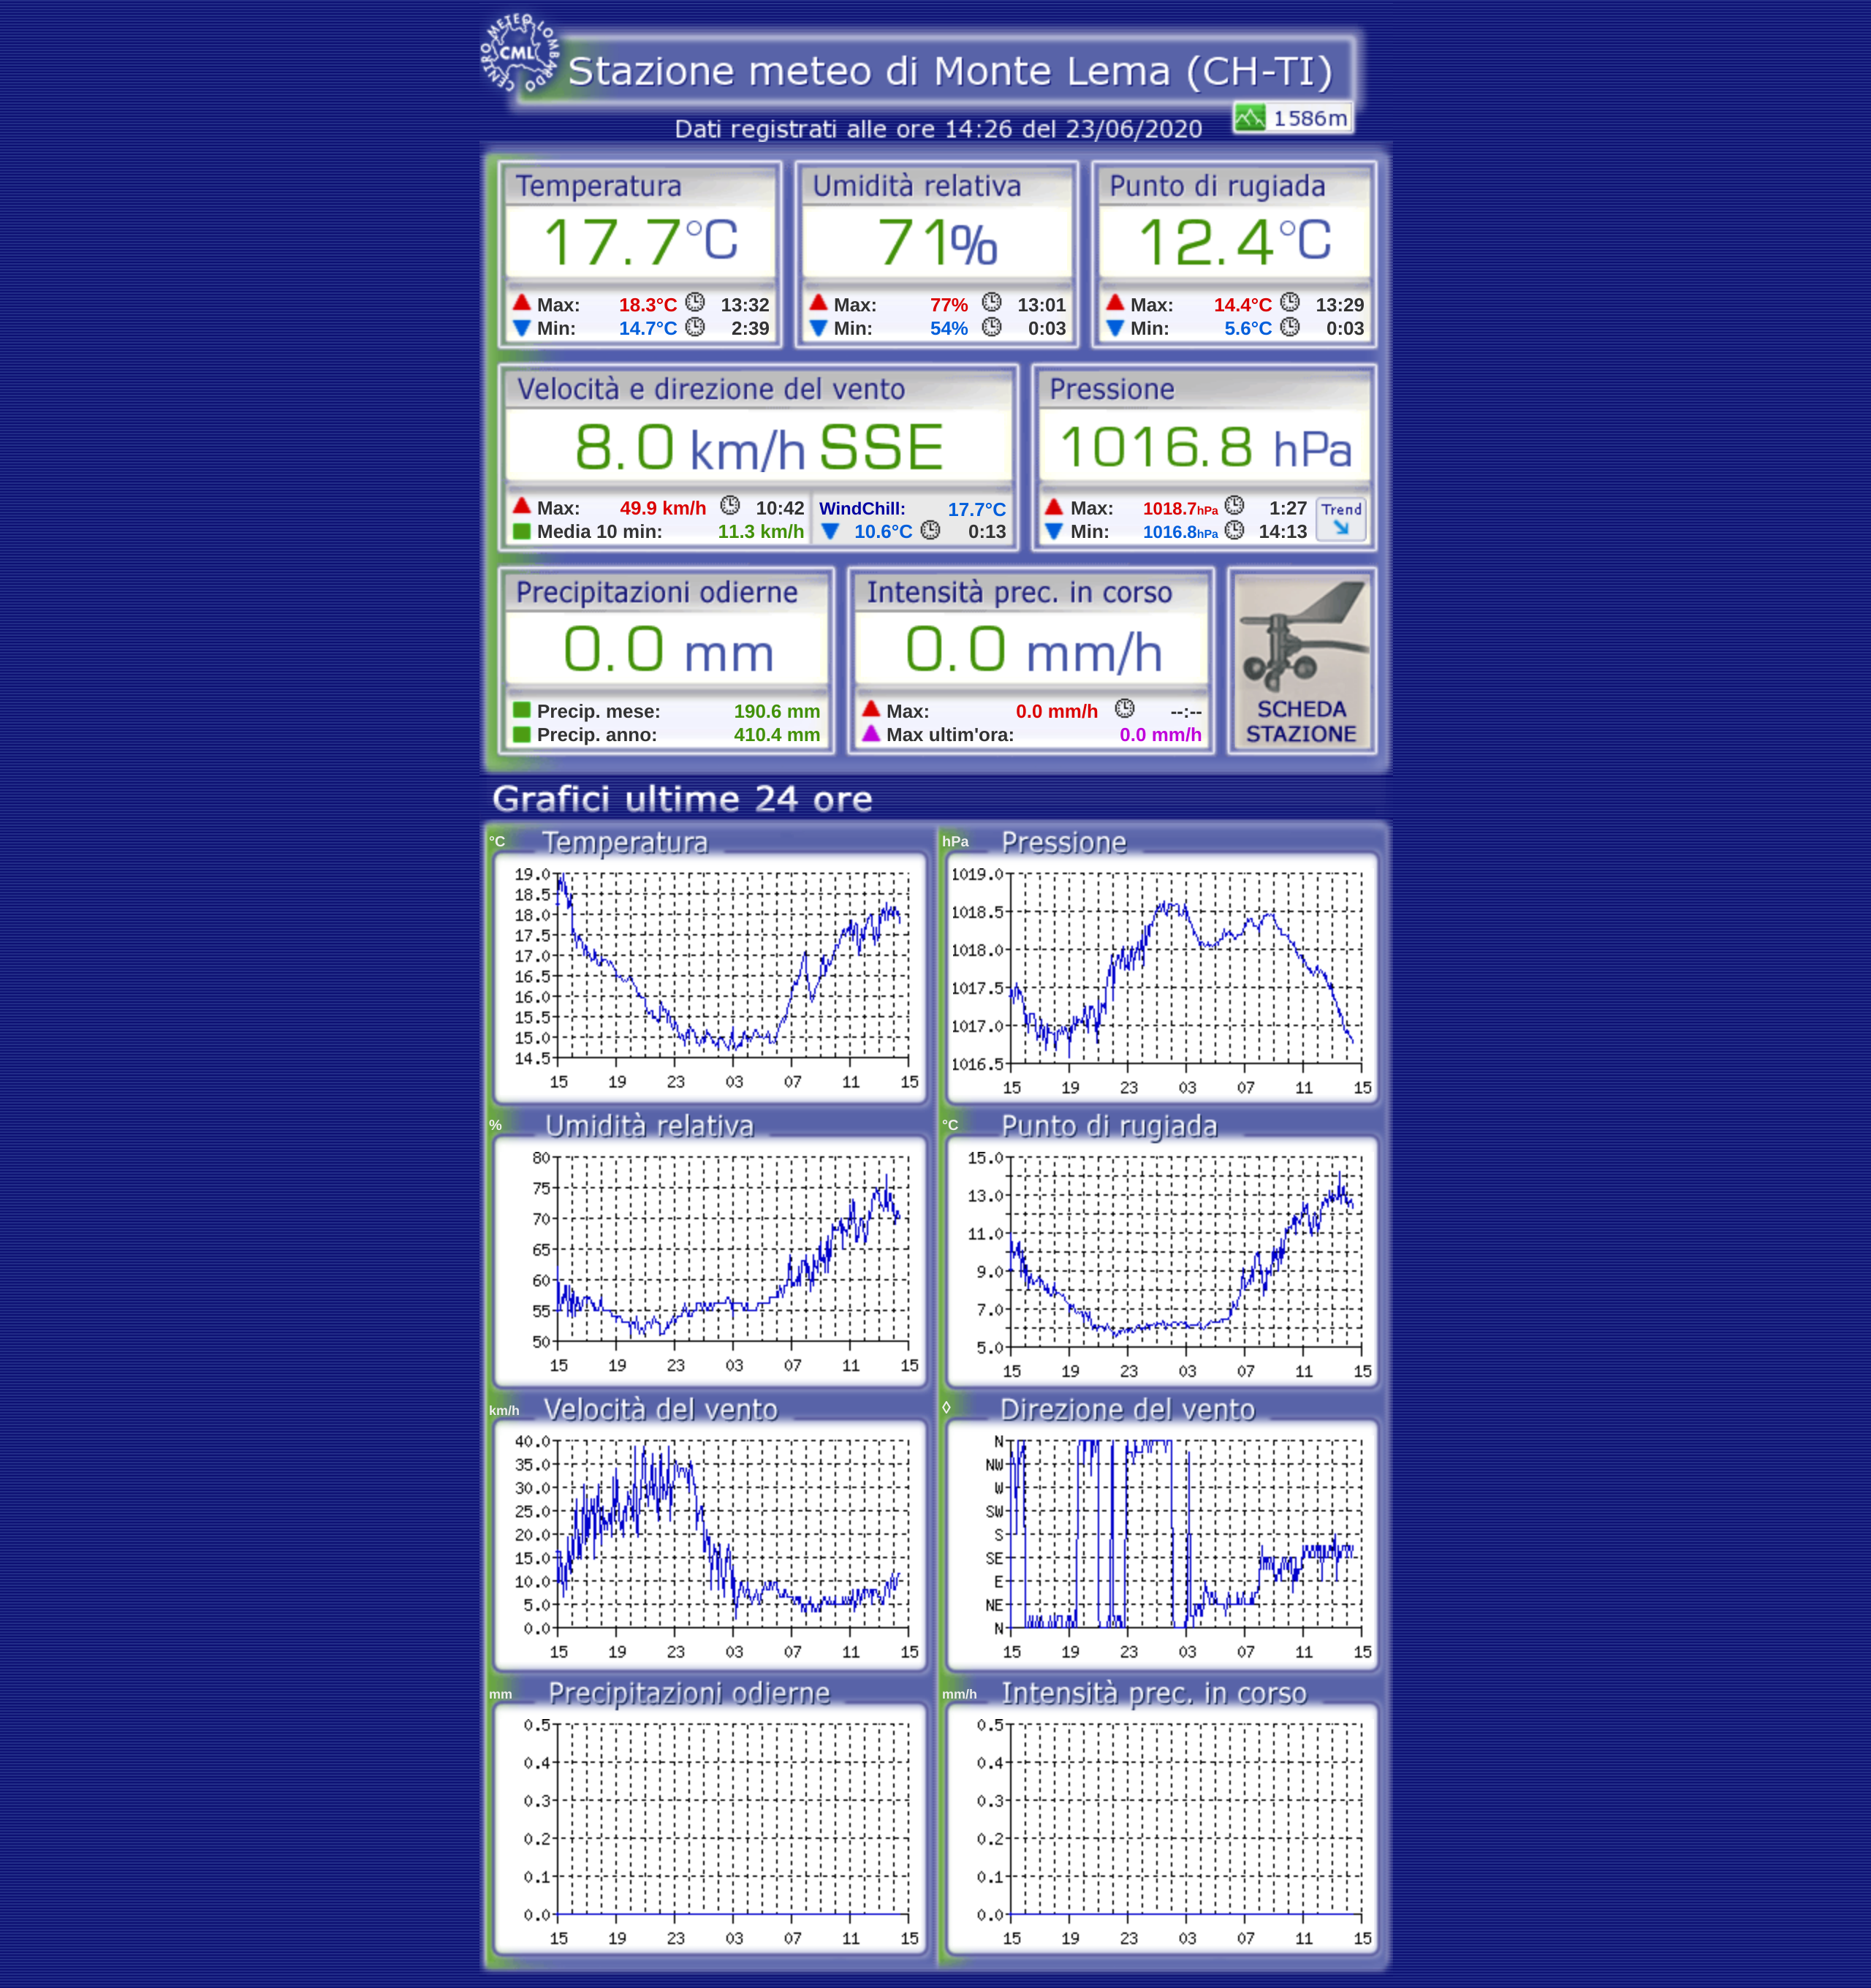 CENTRO METEO LOMBARDO
CML
Stazione meteo di Monte Lema (CH-TI)
1586m
Dati registrati alle ore 14:26 del 23/06/2020
Temperatura
17.7°C
Max: 18.3°C 13:32
Min: 14.7°C 2:39
Umidità relativa
71%
Max: 77% 13:01
Min: 54% 0:03
Punto di rugiada
12.4°C
Max: 14.4°C 13:29
Min: 5.6°C 0:03
Velocità e direzione del vento
8.0 km/h SSE
Max: 49.9 km/h 10:42
Media 10 min: 11.3 km/h
WindChill: 17.7°C
10.6°C 0:13
Pressione
1016.8 hPa
Max: 1018.7hPa 1:27
Min: 1016.8hPa 14:13
Trend
Precipitazioni odierne
0.0 mm
Precip. mese: 190.6 mm
Precip. anno: 410.4 mm
Intensità prec. in corso
0.0 mm/h
Max: 0.0 mm/h --:--
Max ultim'ora: 0.0 mm/h
SCHEDA
STAZIONE
Grafici ultime 24 ore
°C Temperatura
19.0
18.5
18.0
17.5
17.0
16.5
16.0
15.5
15.0
14.5
15 19 23 03 07 11 15
hPa Pressione
1019.0
1018.5
1018.0
1017.5
1017.0
1016.5
15 19 23 03 07 11 15
% Umidità relativa
80
75
70
65
60
55
50
15 19 23 03 07 11 15
°C Punto di rugiada
15.0
13.0
11.0
9.0
7.0
5.0
15 19 23 03 07 11 15
km/h Velocità del vento
40.0
35.0
30.0
25.0
20.0
15.0
10.0
5.0
0.0
15 19 23 03 07 11 15
◊ Direzione del vento
N
NW
W
SW
S
SE
E
NE
N
15 19 23 03 07 11 15
mm Precipitazioni odierne
0.5
0.4
0.3
0.2
0.1
0.0
15 19 23 03 07 11 15
mm/h Intensità prec. in corso
0.5
0.4
0.3
0.2
0.1
0.0
15 19 23 03 07 11 15